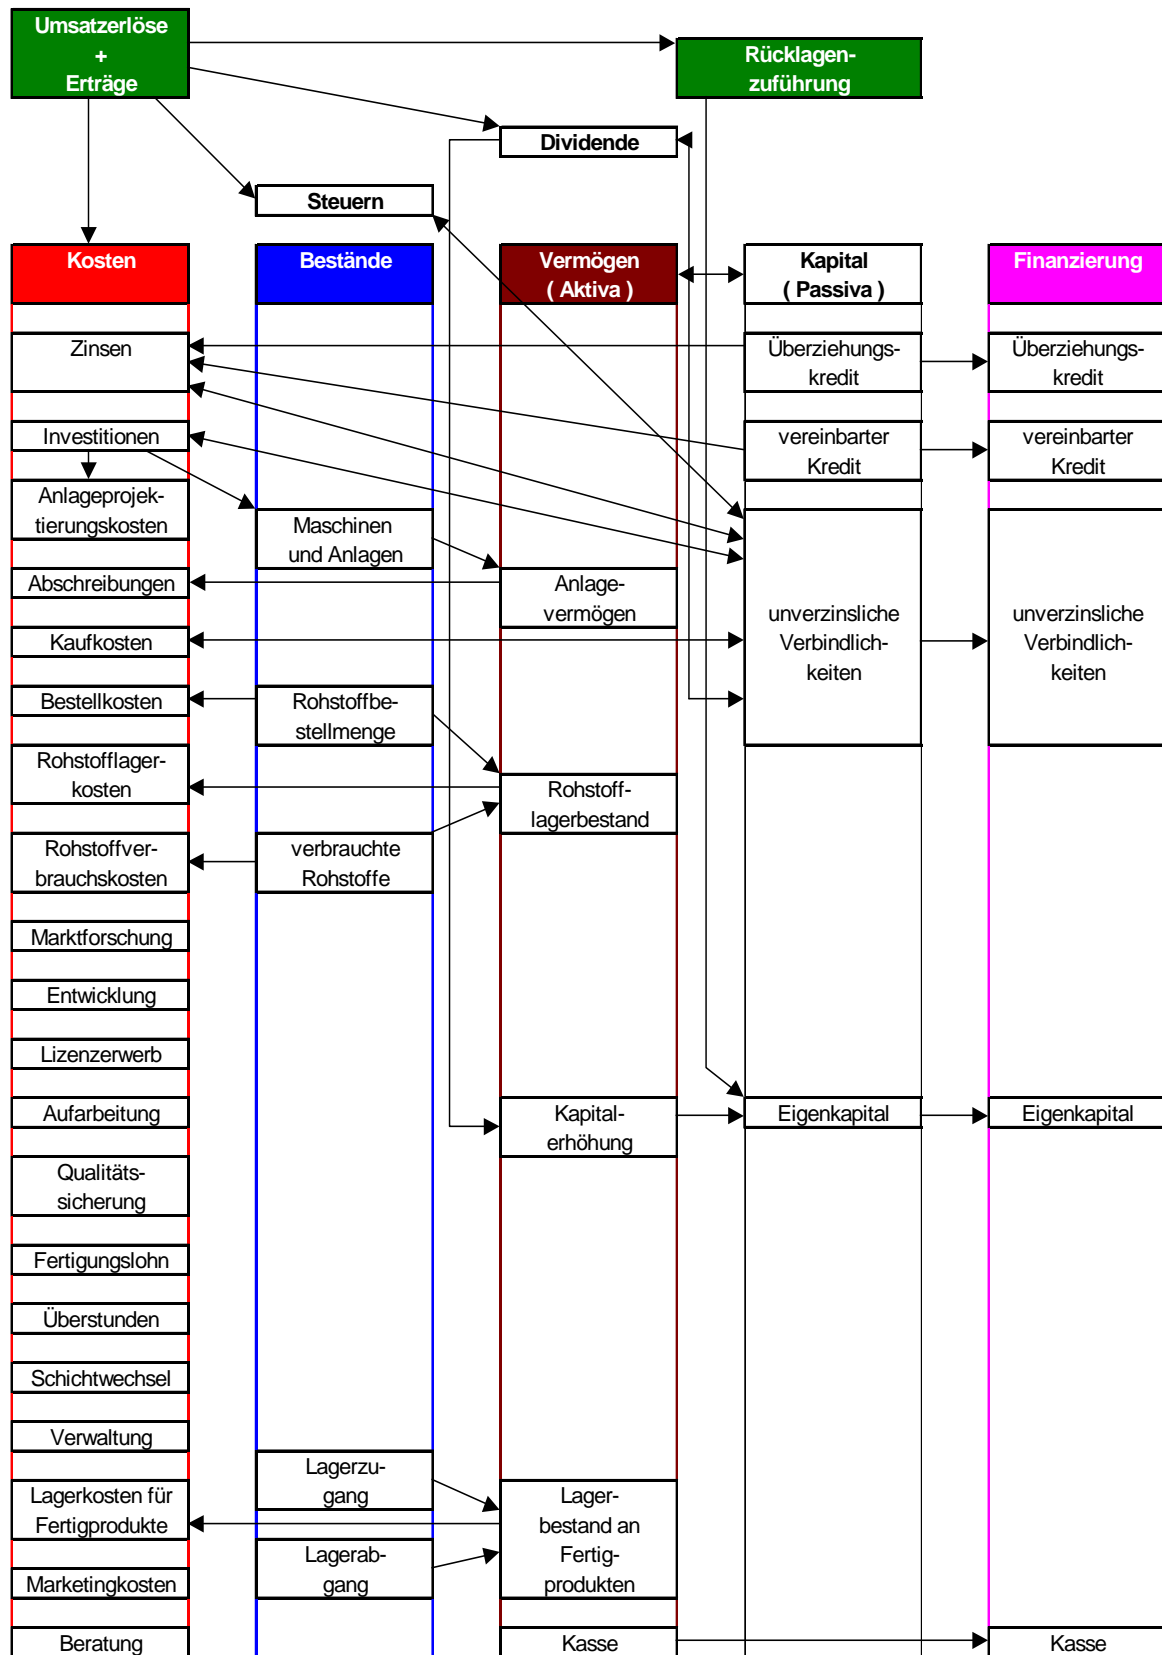 Umsatzerlöse
+
Erträge
Rücklagen-
zuführung
Dividende
Steuern
Kosten
Bestände
Vermögen
( Aktiva )
Kapital
( Passiva )
Finanzierung
Zinsen
Überziehungs-
kredit
Überziehungs-
kredit
Investitionen
vereinbarter
Kredit
vereinbarter
Kredit
Anlageprojek-
tierungskosten
Maschinen
und Anlagen
Abschreibungen
Anlage-
vermögen
unverzinsliche
Verbindlich-
keiten
unverzinsliche
Verbindlich-
keiten
Kaufkosten
Bestellkosten
Rohstoffbe-
stellmenge
Rohstofflager-
kosten
Rohstoff-
lagerbestand
Rohstoffver-
brauchskosten
verbrauchte
Rohstoffe
Marktforschung
Entwicklung
Lizenzerwerb
Aufarbeitung
Kapital-
erhöhung
Eigenkapital
Eigenkapital
Qualitäts-
sicherung
Fertigungslohn
Überstunden
Schichtwechsel
Verwaltung
Lagerzu-
gang
Lagerkosten für
Fertigprodukte
Lager-
bestand an
Fertig-
produkten
Lagerab-
gang
Marketingkosten
Beratung
Kasse
Kasse